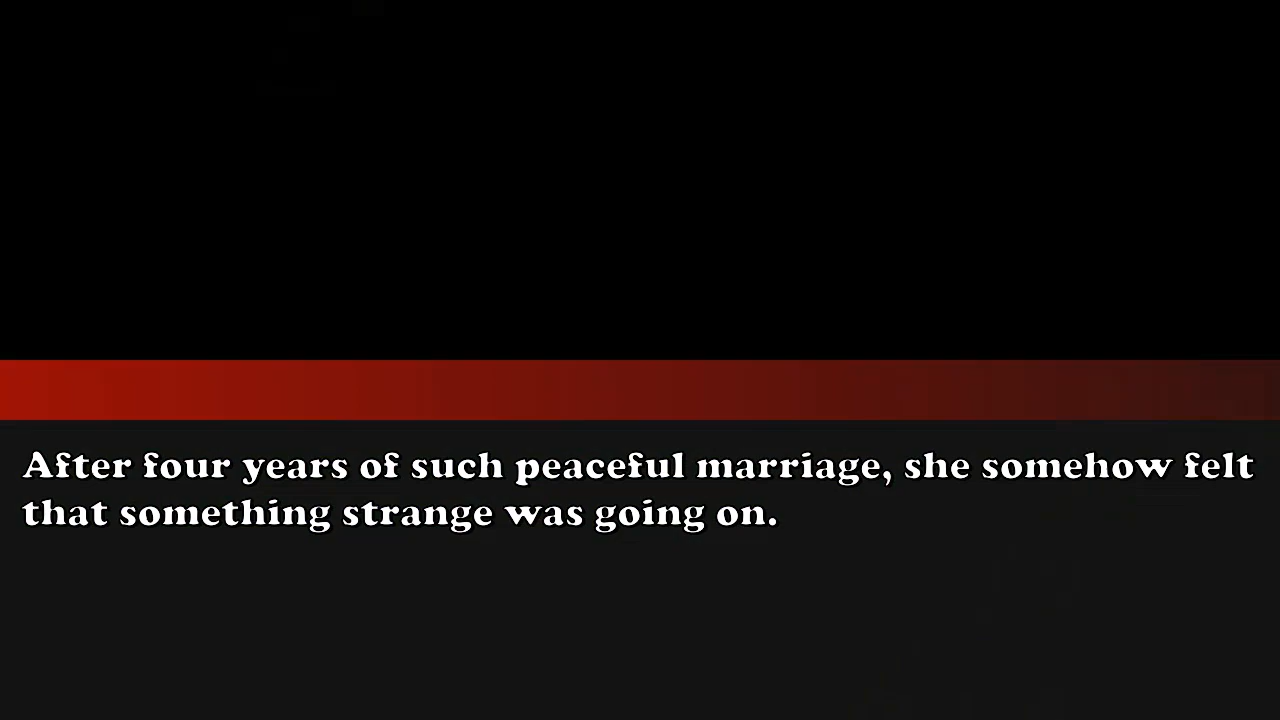 After four years of such peaceful marriage, she somehow felt
that something strange was going on.